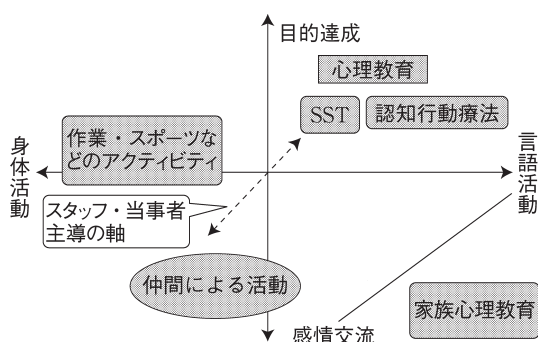 目的達成
心理教育
SST
認知行動療法
作業・スポーツな
どのアクティビティ
身体活動
言語活動
スタッフ・当事者
主導の軸
仲間による活動
家族心理教育
感情交流